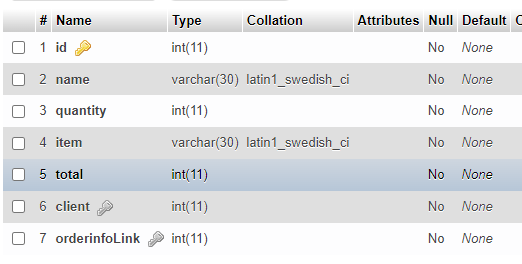 # Name Type Collation Attributes Null Default
1 id int(11) No None
2 name varchar(30) latin1_swedish_ci No None
3 quantity int(11) No None
4 item varchar(30) latin1_swedish_ci No None
5 total int(11) No None
6 client int(11) No None
7 orderinfoLink int(11) No None